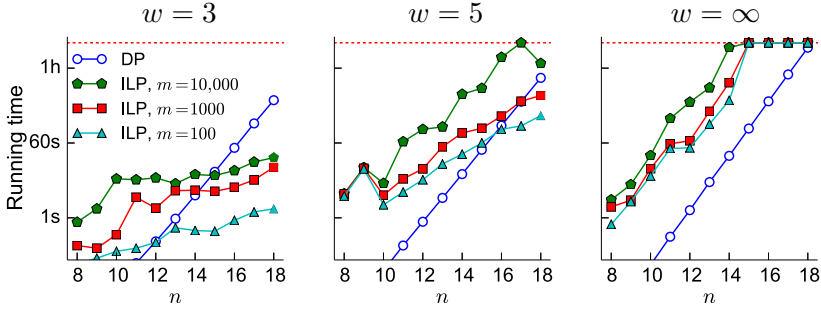 w = 3
w = 5
w = ∞
Running time
1h
60s
1s
DP
ILP, m=10,000
ILP, m=1000
ILP, m=100
8 10 12 14 16 18
8 10 12 14 16 18
8 10 12 14 16 18
n
n
n